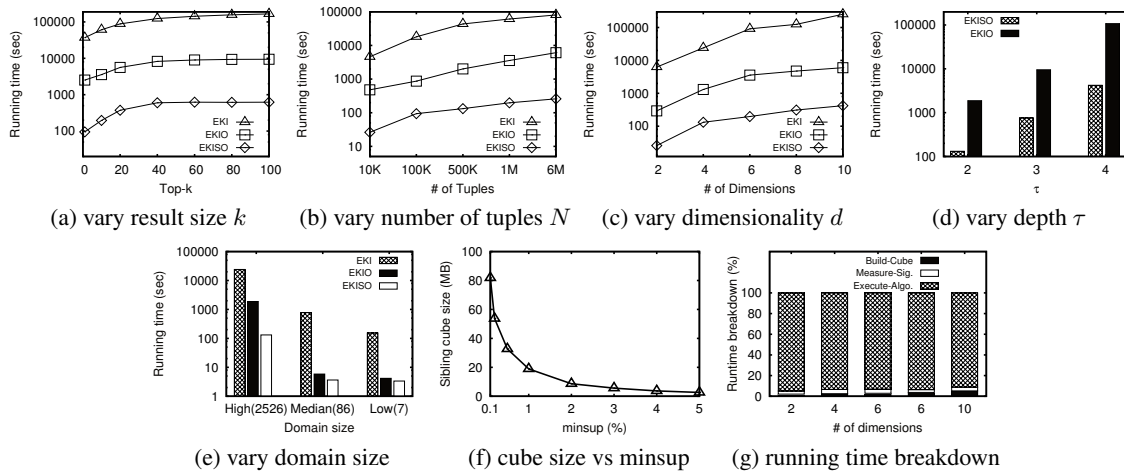 100000
10000
1000
100
Running time (sec)
EKI
EKIO
EKISO
0 20 40 60 80 100
Top-k
(a) vary result size k
100000
10000
1000
100
10
Running time (sec)
EKI
EKIO
EKISO
10K 100K 500K 1M 6M
# of Tuples
(b) vary number of tuples N
100000
10000
1000
100
Running time (sec)
EKI
EKIO
EKISO
2 4 6 8 10
# of Dimensions
(c) vary dimensionality d
100000
10000
1000
100
Running time (sec)
EKISO
EKIO
2 3 4
τ
(d) vary depth τ
100000
10000
1000
100
10
1
Running time (sec)
EKI
EKIO
EKISO
High(2526) Median(86) Low(7)
Domain size
(e) vary domain size
100
80
60
40
20
0
Sibling cube size (MB)
0.1 1 2 3 4 5
minsup (%)
(f) cube size vs minsup
Build-Cube
Measure-Sig.
Execute-Algo.
100
80
60
40
20
0
Runtime breakdown (%)
2 4 6 6 10
# of dimensions
(g) running time breakdown